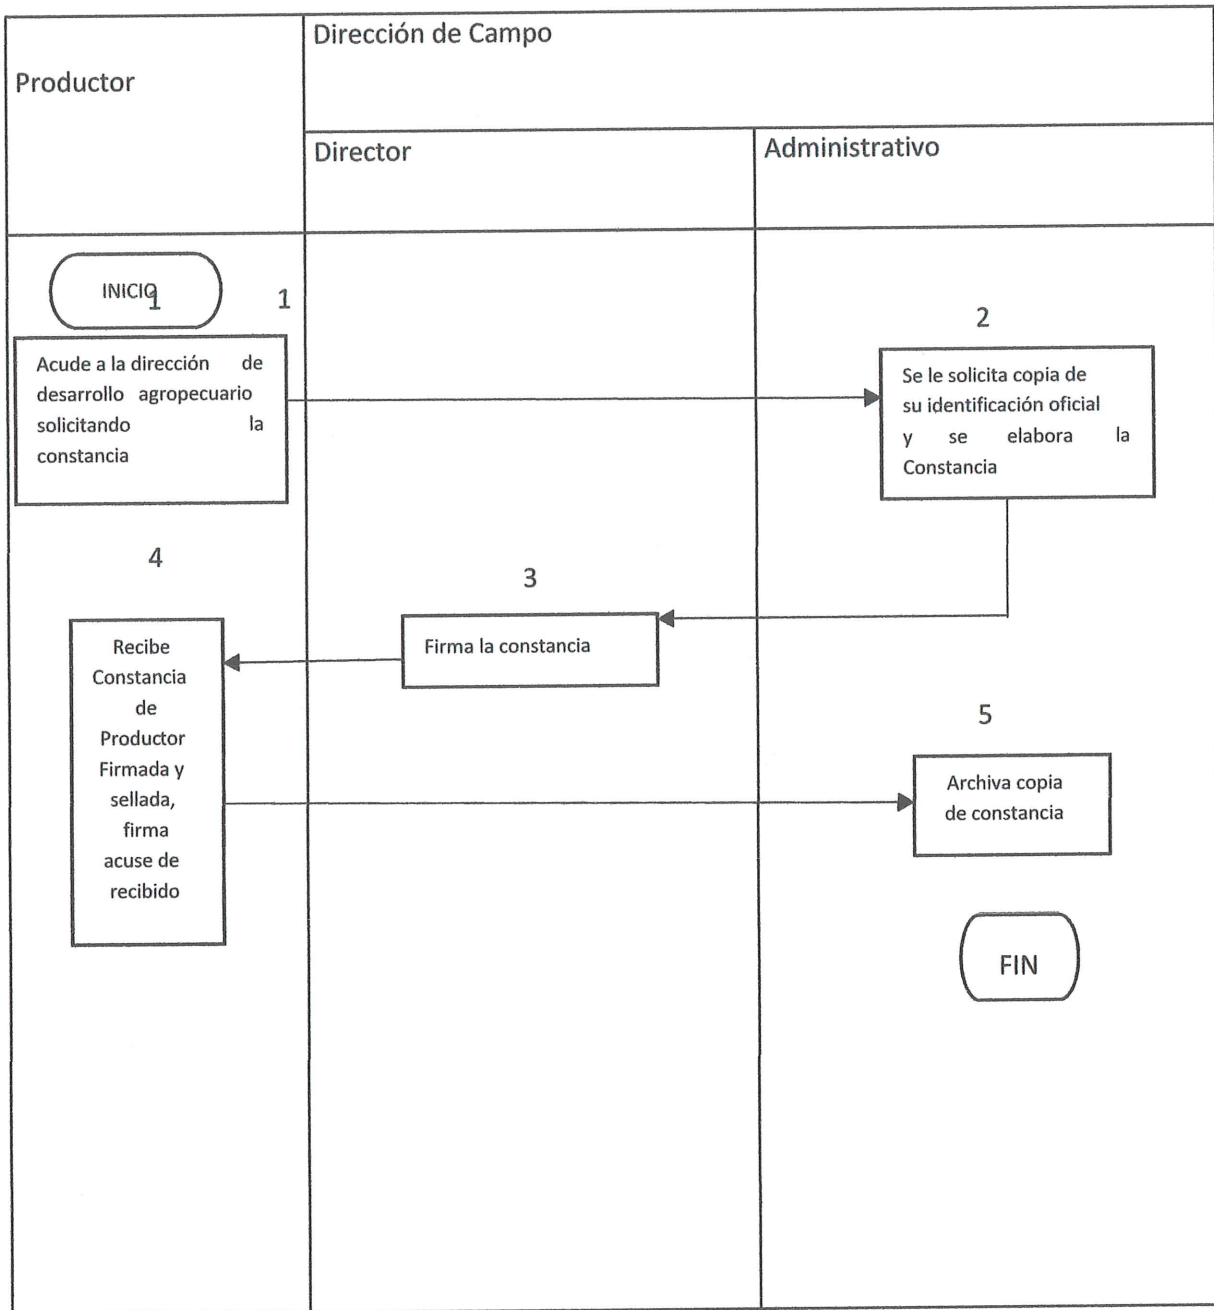 Productor
Dirección de Campo
Director
Administrativo
INICIO
1
1
Acude a la dirección de
desarrollo agropecuario
solicitando la
constancia
2
Se le solicita copia de
su identificación oficial
y se elabora la
Constancia
3
Firma la constancia
4
Recibe
Constancia
de
Productor
Firmada y
sellada,
firma
acuse de
recibido
5
Archiva copia
de constancia
FIN